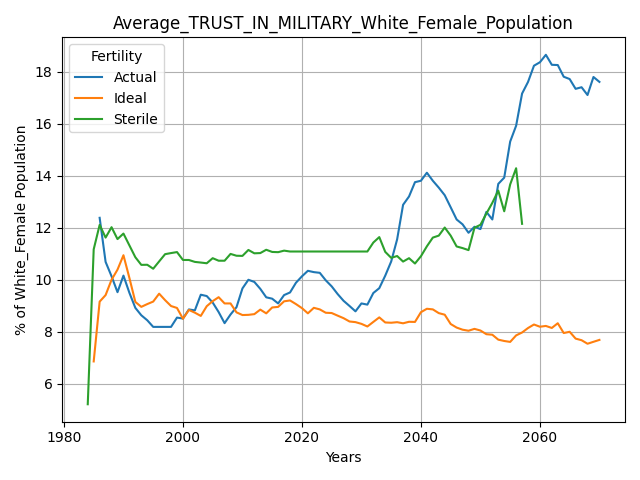 Average_TRUST_IN_MILITARY_White_Female_Population
Fertility
Actual
Ideal
Sterile
% of White_Female Population
18
16
14
12
10
8
6
1980
2000
2020
2040
2060
Years